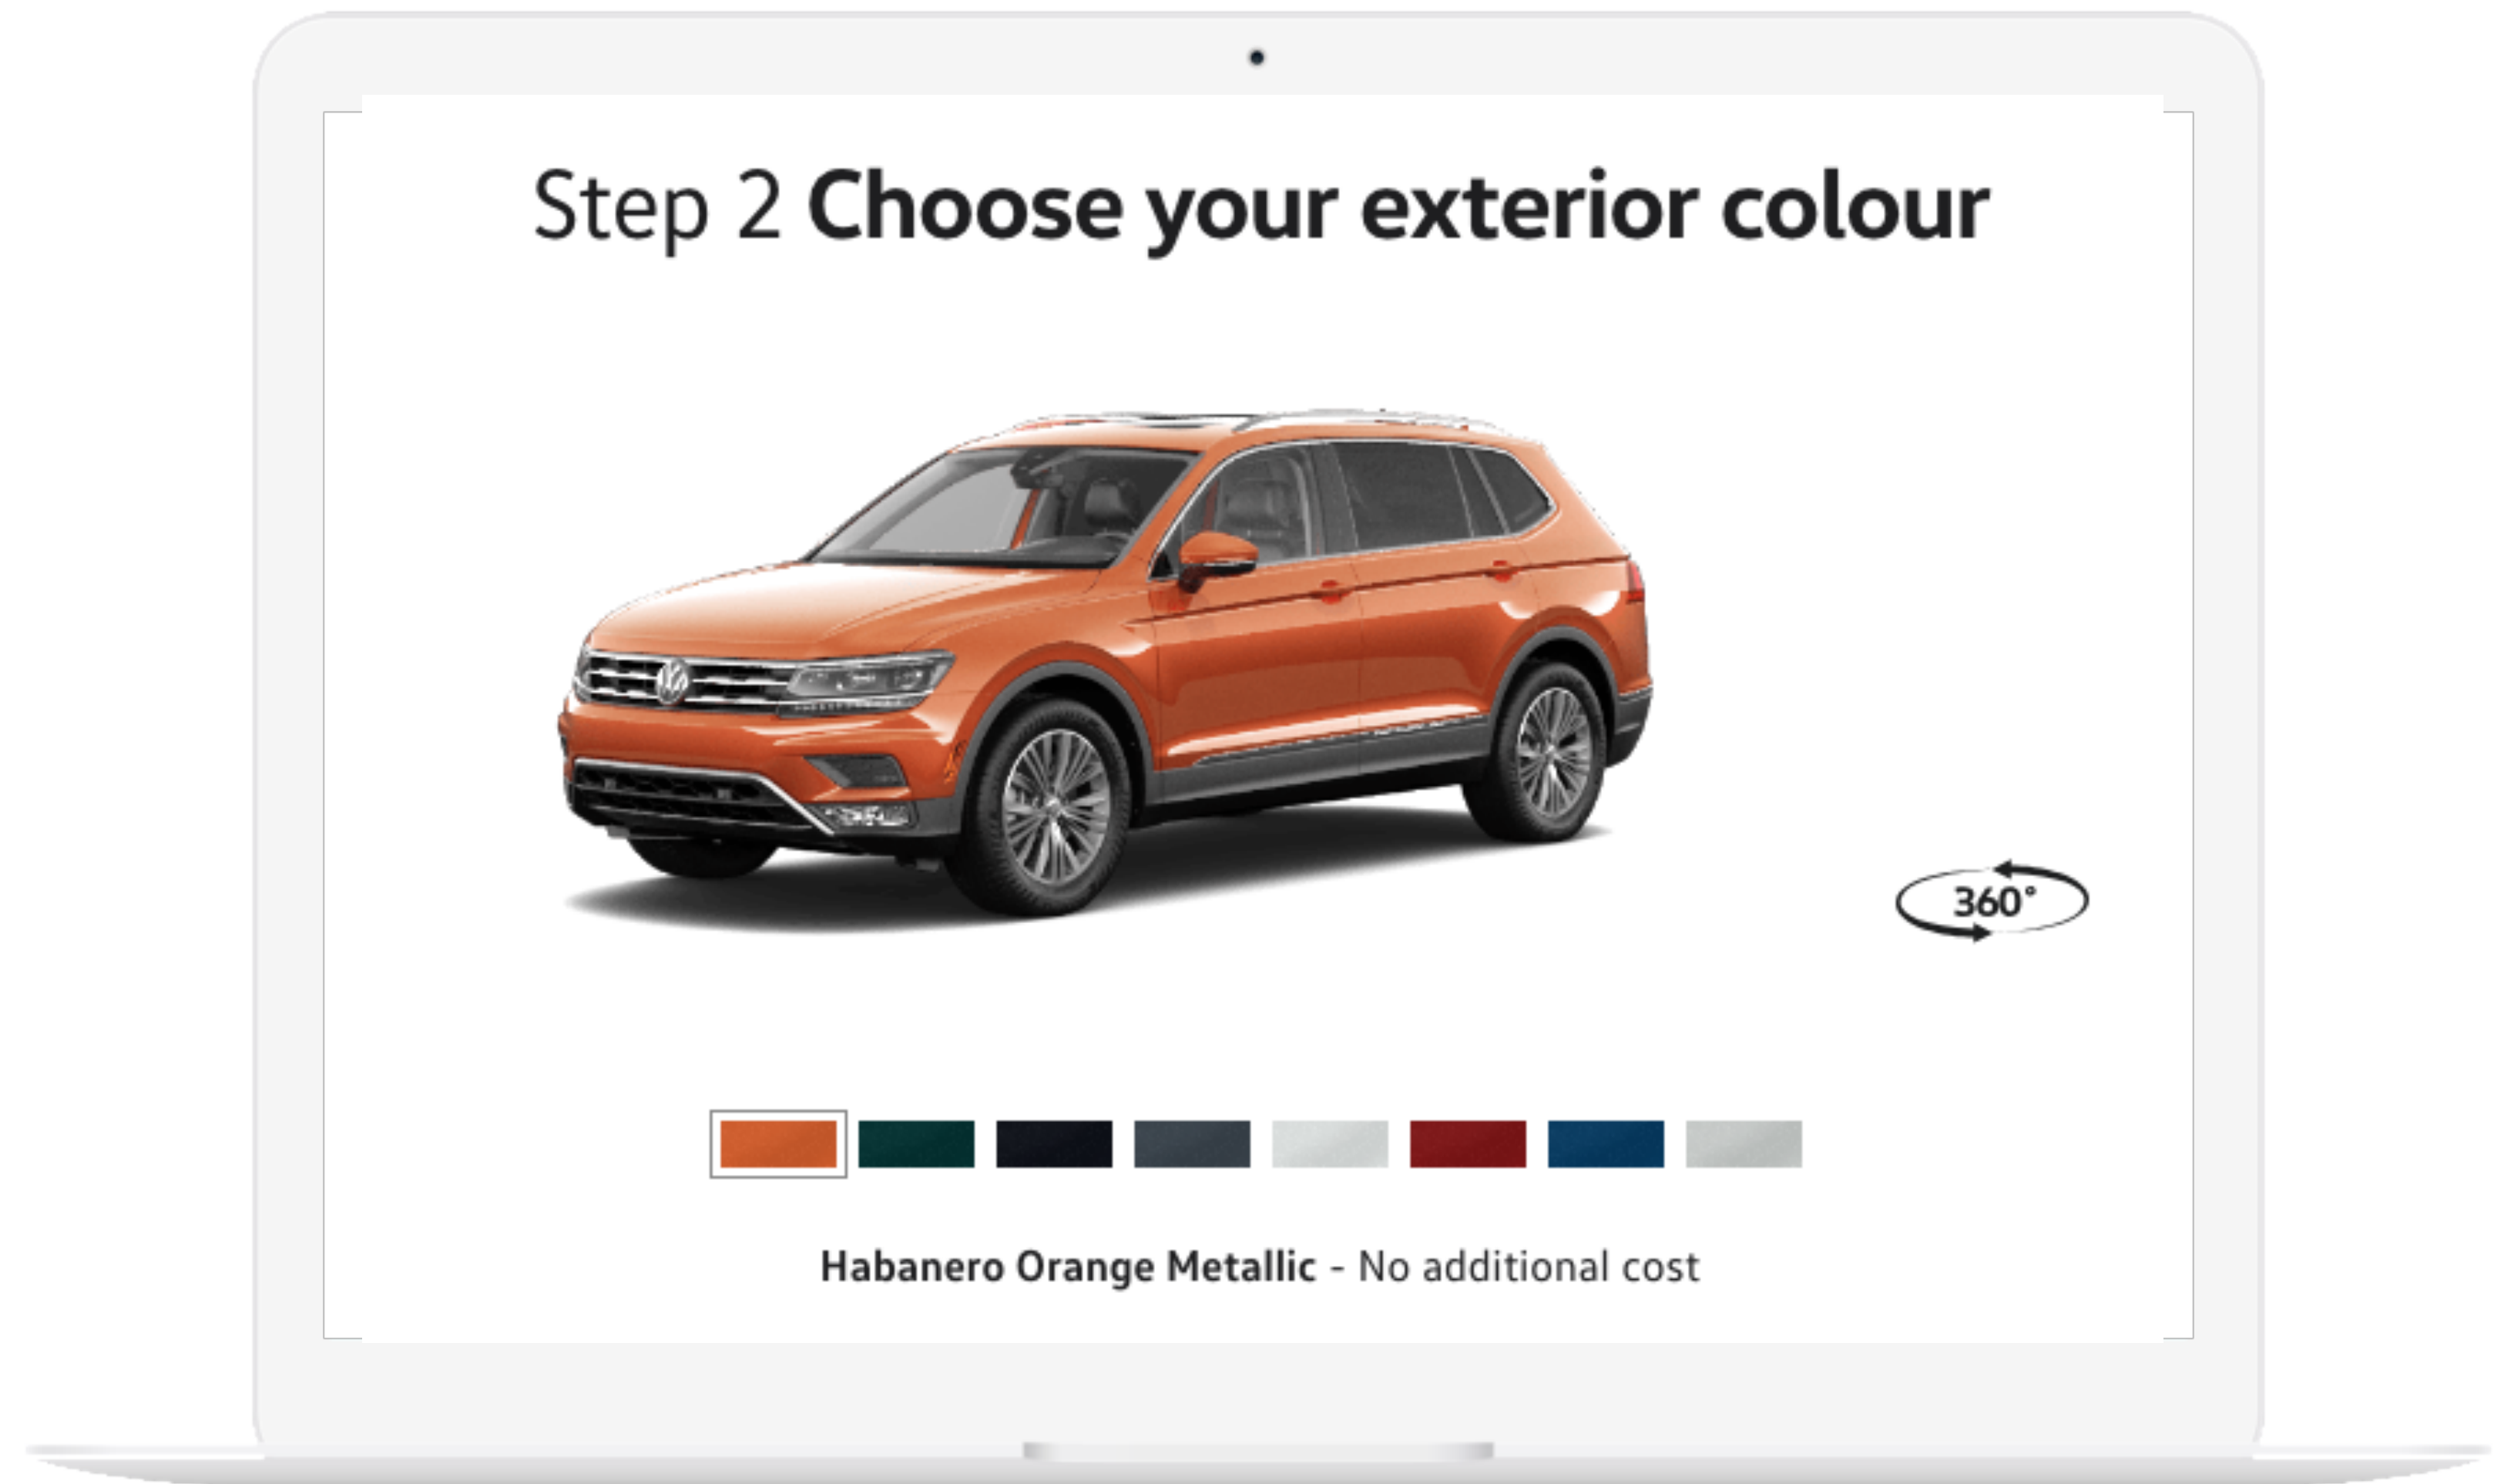 Step 2 Choose your exterior colour
360°
Habanero Orange Metallic - No additional cost